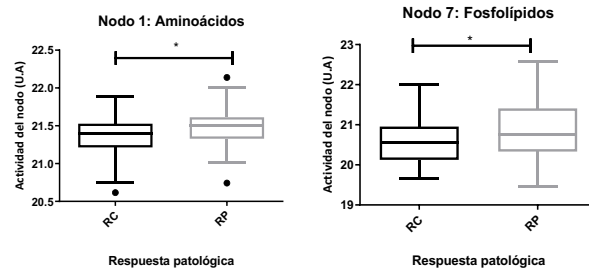 Nodo 1: Aminoácidos
*
Actividad del nodo (U.A)
22.5
22.0
21.5
21.0
20.5
RC
RP
Respuesta patológica
Nodo 7: Fosfolípidos
*
Actividad del nodo (U.A)
23
22
21
20
19
RC
RP
Respuesta patológica